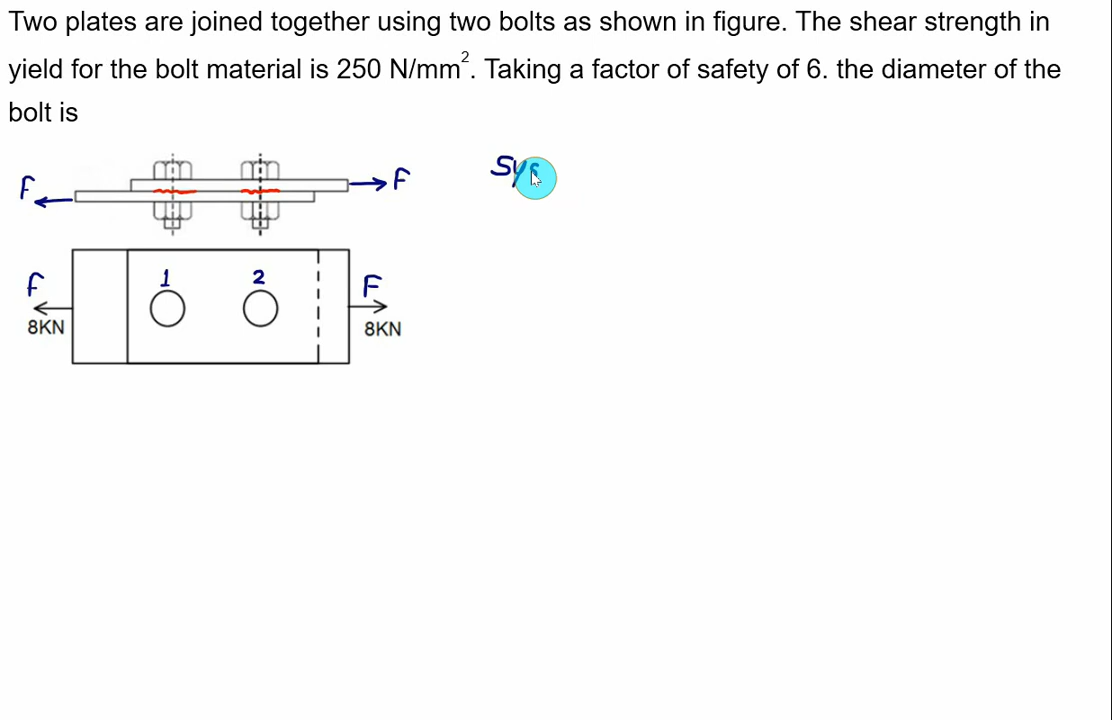 Two plates are joined together using two bolts as shown in figure. The shear strength in
yield for the bolt material is 250 N/mm². Taking a factor of safety of 6. the diameter of the
bolt is
F F
Sys
1 2
F F
8KN 8KN